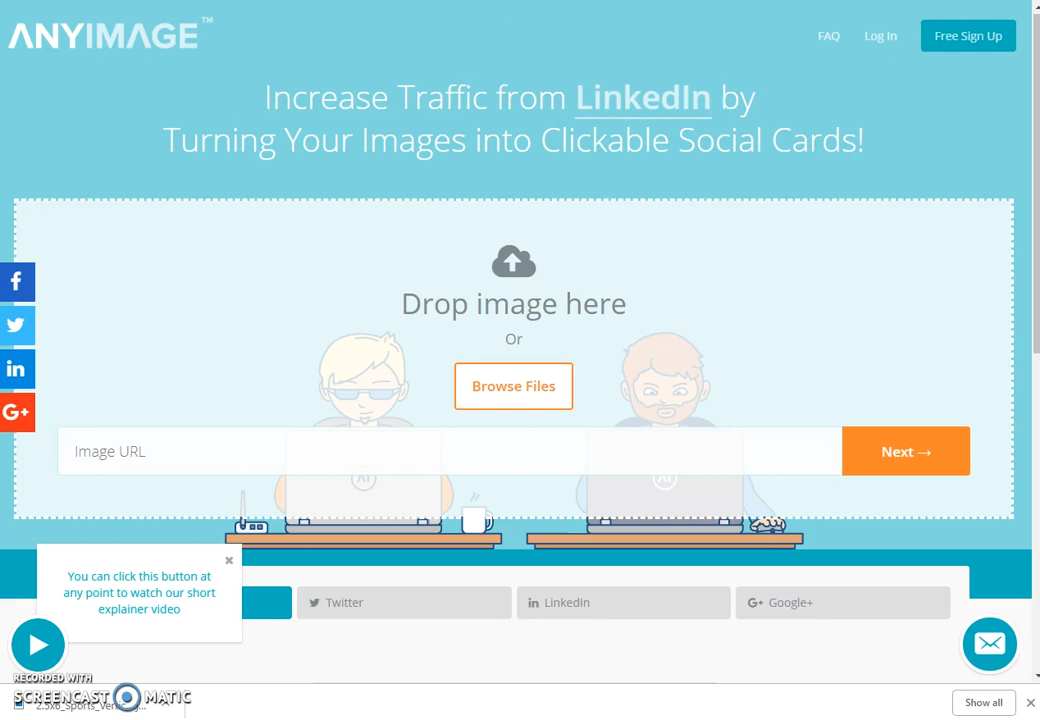 ANYIMAGE™
FAQ
Log In
Free Sign Up
Increase Traffic from LinkedIn by
Turning Your Images into Clickable Social Cards!
Drop image here
Or
Browse Files
Image URL
Next →
AI
AI
You can click this button at
any point to watch our short
explainer video
Twitter
LinkedIn
G+ Google+
RECORDED WITH
SCREENCAST MATIC
Show all